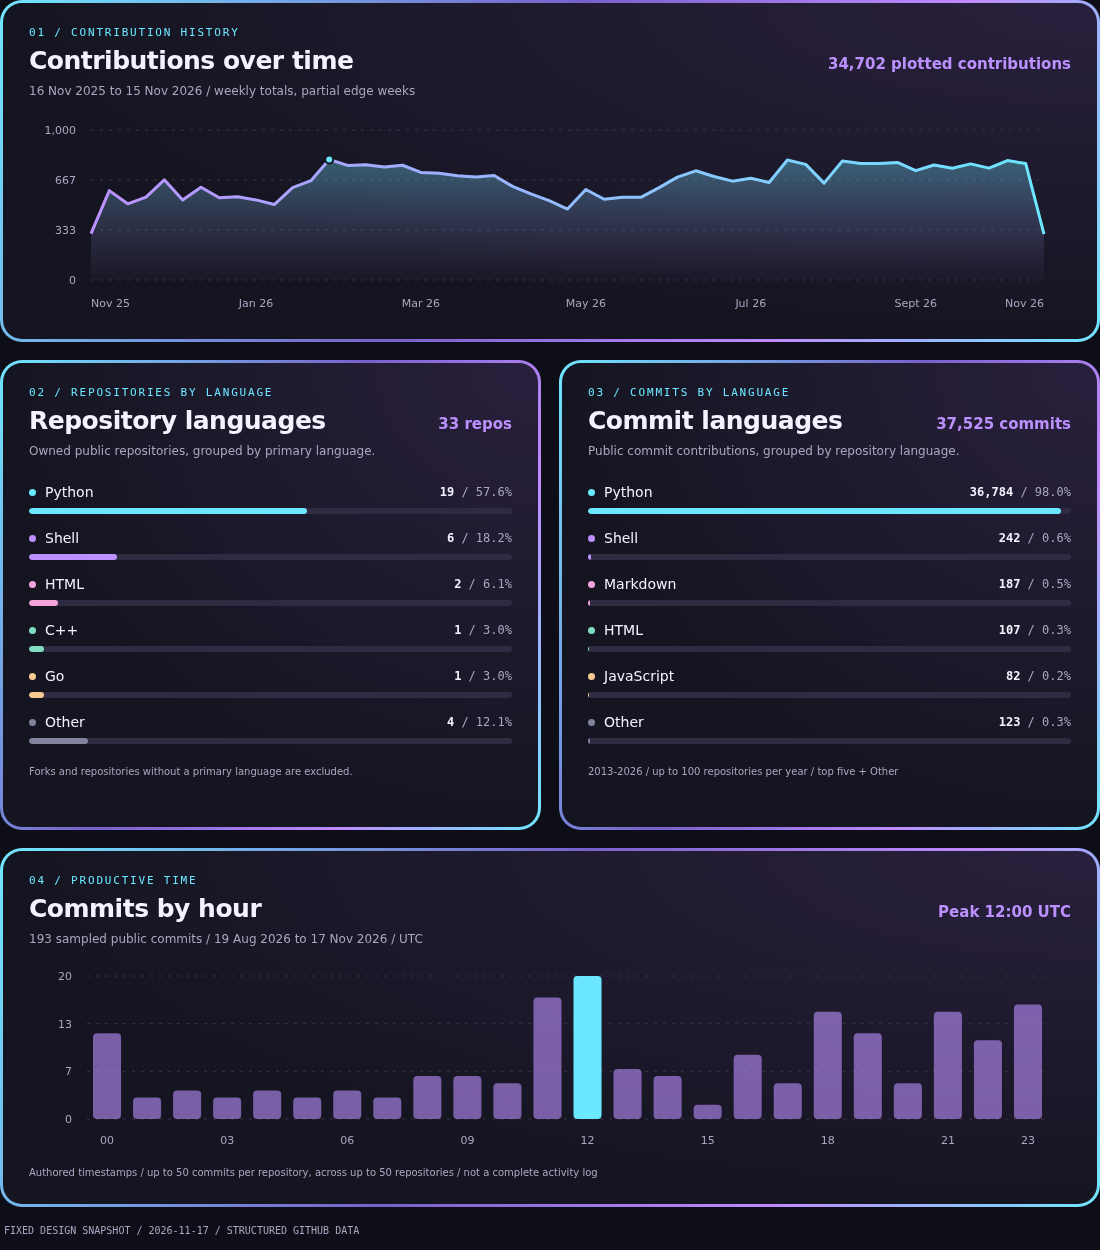 01 / CONTRIBUTION HISTORY
Contributions over time
34,702 plotted contributions
16 Nov 2025 to 15 Nov 2026 / weekly totals, partial edge weeks
1,000
667
333
0
Nov 25 Jan 26 Mar 26 May 26 Jul 26 Sept 26 Nov 26
02 / REPOSITORIES BY LANGUAGE
Repository languages
33 repos
Owned public repositories, grouped by primary language.
Python 19 / 57.6%
Shell 6 / 18.2%
HTML 2 / 6.1%
C++ 1 / 3.0%
Go 1 / 3.0%
Other 4 / 12.1%
Forks and repositories without a primary language are excluded.
03 / COMMITS BY LANGUAGE
Commit languages
37,525 commits
Public commit contributions, grouped by repository language.
Python 36,784 / 98.0%
Shell 242 / 0.6%
Markdown 187 / 0.5%
HTML 107 / 0.3%
JavaScript 82 / 0.2%
Other 123 / 0.3%
2013-2026 / up to 100 repositories per year / top five + Other
04 / PRODUCTIVE TIME
Commits by hour
Peak 12:00 UTC
193 sampled public commits / 19 Aug 2026 to 17 Nov 2026 / UTC
20
13
7
0
00 03 06 09 12 15 18 21 23
Authored timestamps / up to 50 commits per repository, across up to 50 repositories / not a complete activity log
FIXED DESIGN SNAPSHOT / 2026-11-17 / STRUCTURED GITHUB DATA